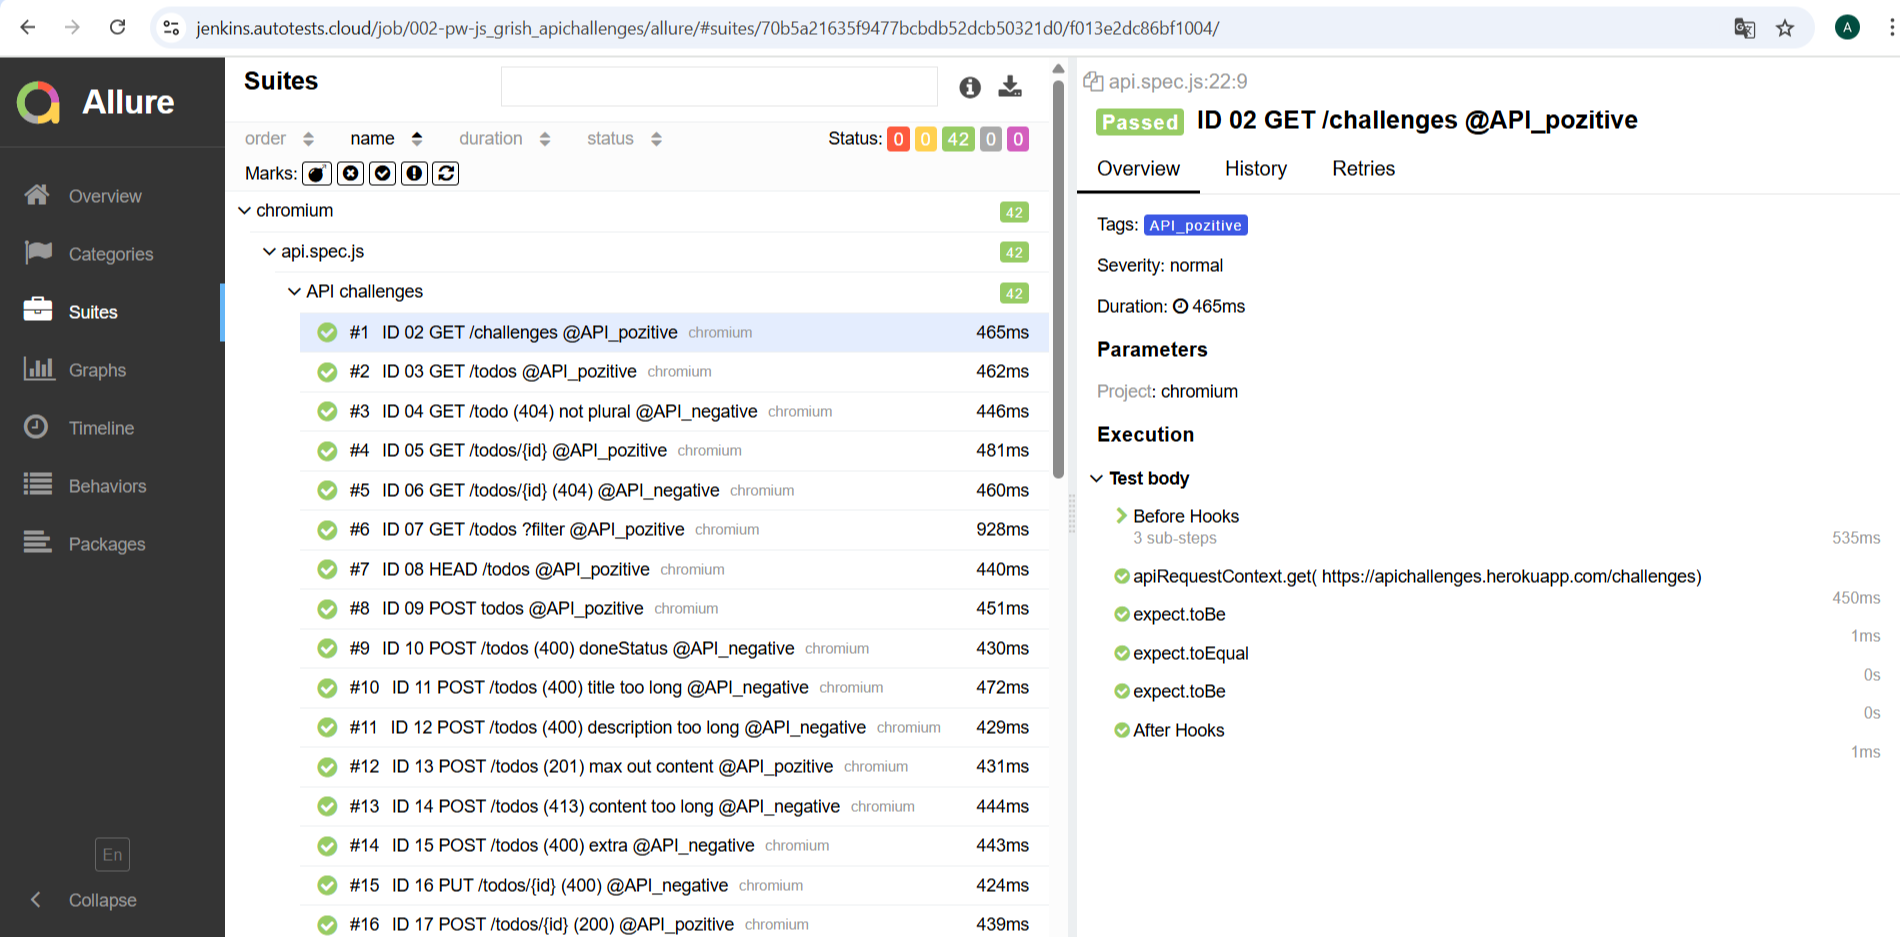 jenkins.autotests.cloud/job/002-pw-js_grish_apichallenges/allure/#suites/70b5a21635f9477bcbdb52dcb50321d0/f013e2dc86bf1004/
A
Allure
Overview
Categories
Suites
Graphs
Timeline
Behaviors
Packages
En
Collapse
Suites
order name duration status Status: 0 0 42 0 0
Marks:
chromium 42
api.spec.js 42
API challenges 42
#1 ID 02 GET /challenges @API_pozitive chromium 465ms
#2 ID 03 GET /todos @API_pozitive chromium 462ms
#3 ID 04 GET /todo (404) not plural @API_negative chromium 446ms
#4 ID 05 GET /todos/{id} @API_pozitive chromium 481ms
#5 ID 06 GET /todos/{id} (404) @API_negative chromium 460ms
#6 ID 07 GET /todos ?filter @API_pozitive chromium 928ms
#7 ID 08 HEAD /todos @API_pozitive chromium 440ms
#8 ID 09 POST todos @API_pozitive chromium 451ms
#9 ID 10 POST /todos (400) doneStatus @API_negative chromium 430ms
#10 ID 11 POST /todos (400) title too long @API_negative chromium 472ms
#11 ID 12 POST /todos (400) description too long @API_negative chromium 429ms
#12 ID 13 POST /todos (201) max out content @API_pozitive chromium 431ms
#13 ID 14 POST /todos (413) content too long @API_negative chromium 444ms
#14 ID 15 POST /todos (400) extra @API_negative chromium 443ms
#15 ID 16 PUT /todos/{id} (400) @API_negative chromium 424ms
#16 ID 17 POST /todos/{id} (200) @API_pozitive chromium 439ms
api.spec.js:22:9
Passed ID 02 GET /challenges @API_pozitive
Overview History Retries
Tags: API_pozitive
Severity: normal
Duration: 465ms
Parameters
Project: chromium
Execution
Test body
Before Hooks
3 sub-steps 535ms
apiRequestContext.get( https://apichallenges.herokuapp.com/challenges)
450ms
expect.toBe
1ms
expect.toEqual
0s
expect.toBe
0s
After Hooks
1ms